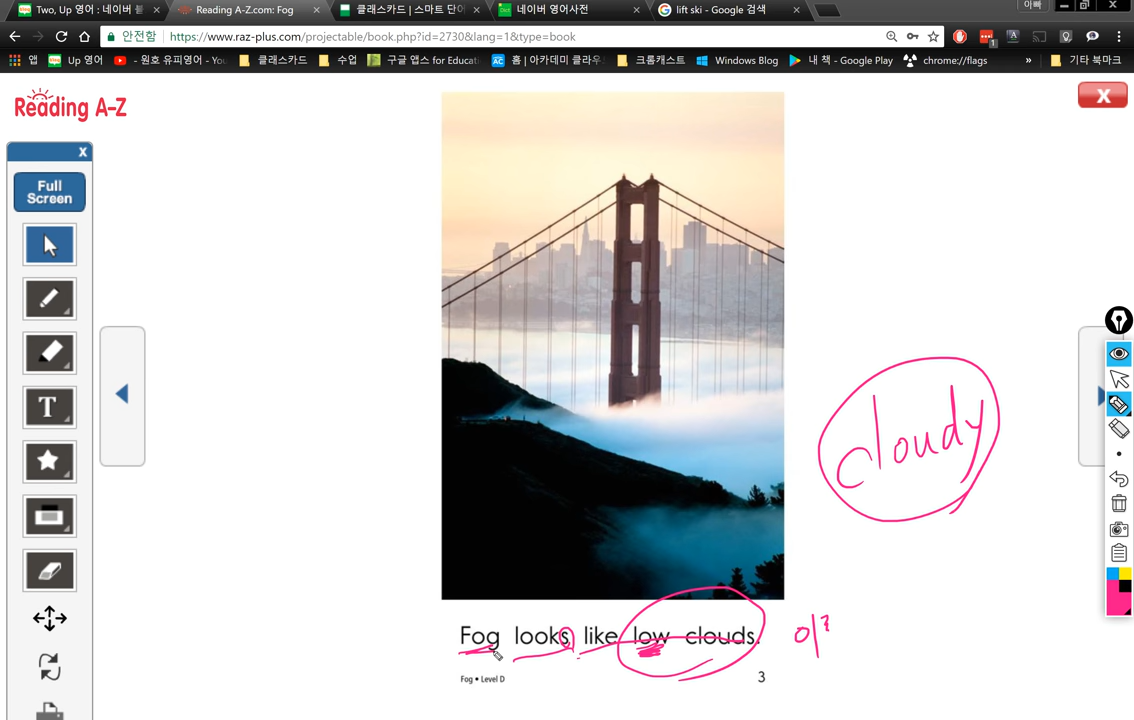 Two, Up 영어 : 네이버 블
Reading A-Z.com: Fog
클래스카드 | 스마트 단어
네이버 영어사전
lift ski - Google 검색
아빠
안전함
https://www.raz-plus.com/projectable/book.php?id=2730&lang=1&type=book
앱
Up 영어
- 원호 유피영어 - You
클래스카드
수업
구글 앱스 for Educati
홈 | 아카데미 클라우
크롬캐스트
Windows Blog
내 책 - Google Play
chrome://flags
»
기타 북마크
Reading A-Z
X
x
Full
Screen
T
cloudy
Fog looks like low clouds.
Fog • Level D
3